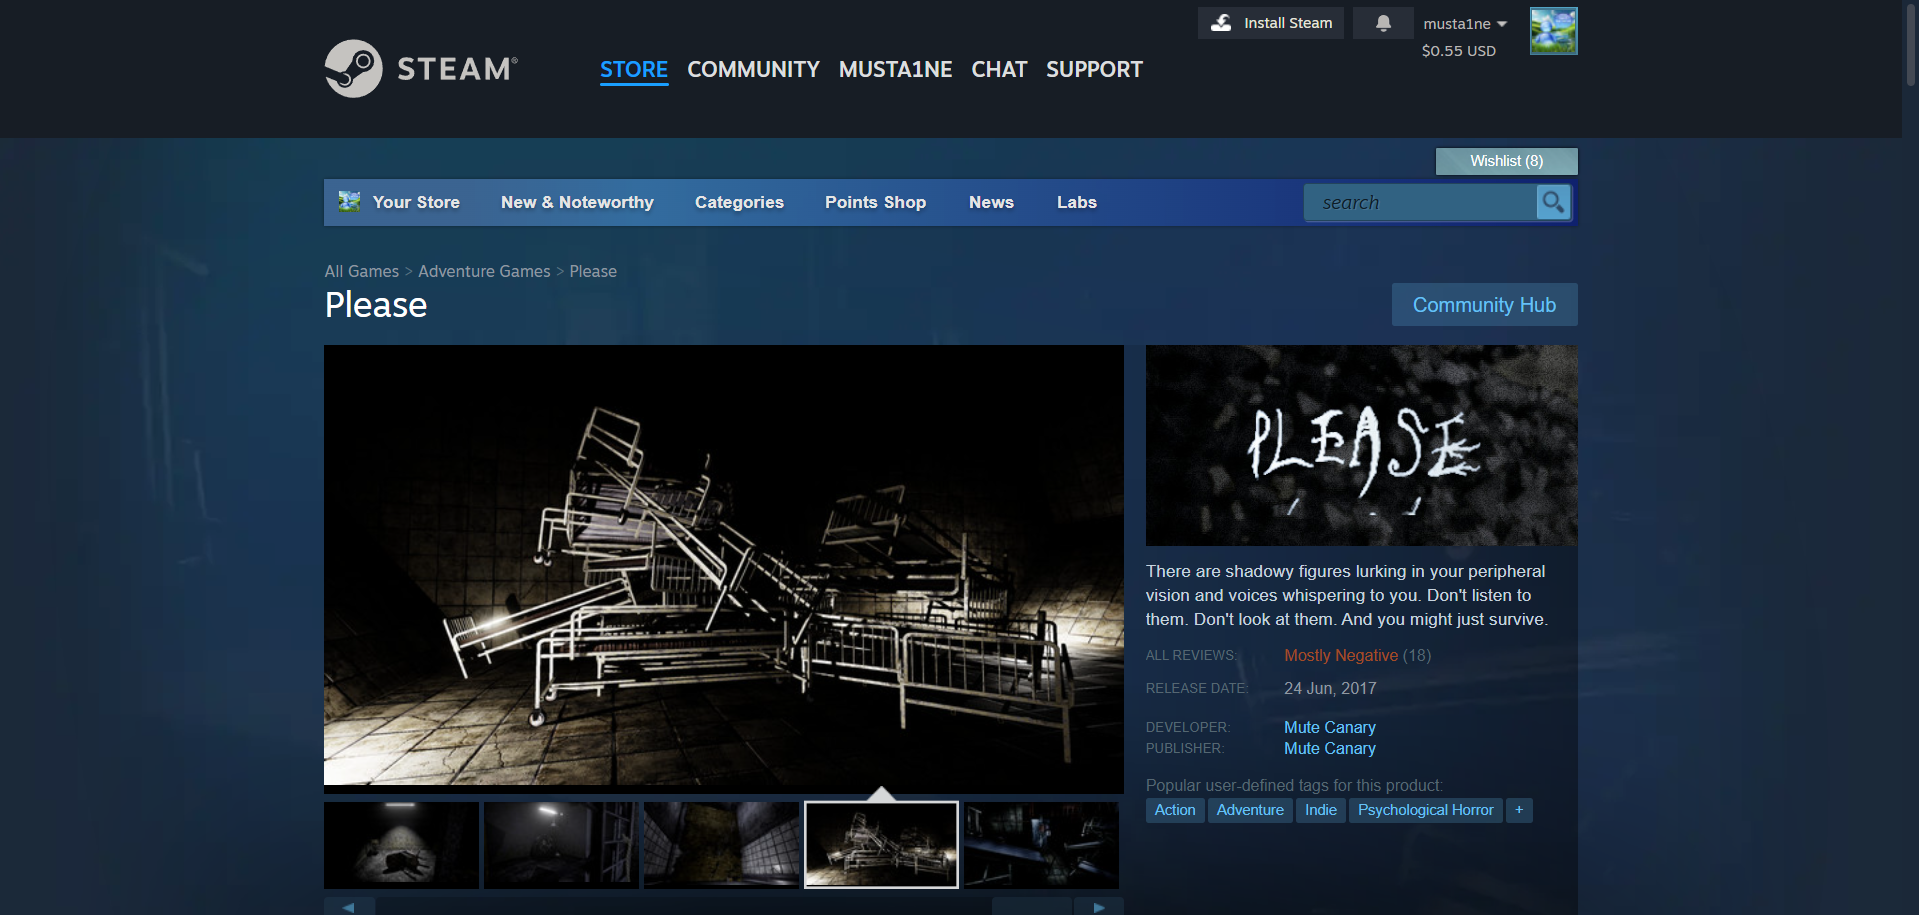 Install Steam
musta1ne
$0.55 USD
STEAM®
STORE COMMUNITY MUSTA1NE CHAT SUPPORT
Wishlist (8)
Your Store New & Noteworthy Categories Points Shop News Labs search
All Games > Adventure Games > Please
Please
Community Hub
PLEASE
There are shadowy figures lurking in your peripheral
vision and voices whispering to you. Don't listen to
them. Don't look at them. And you might just survive.
ALL REVIEWS: Mostly Negative (18)
RELEASE DATE: 24 Jun, 2017
DEVELOPER: Mute Canary
PUBLISHER: Mute Canary
Popular user-defined tags for this product:
Action Adventure Indie Psychological Horror +